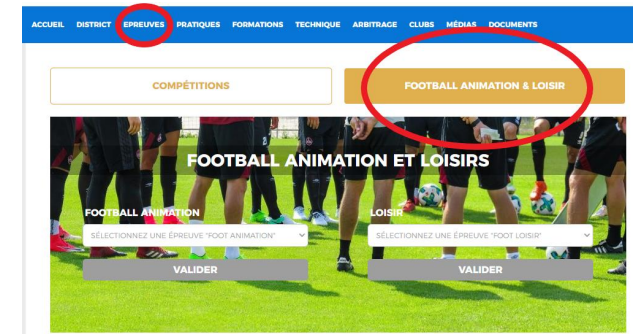 ACCUEIL DISTRICT EPREUVES PRATIQUES FORMATIONS TECHNIQUE ARBITRAGE CLUBS MÉDIAS DOCUMENTS
COMPÉTITIONS FOOTBALL ANIMATION & LOISIR
FOOTBALL ANIMATION ET LOISIRS
FOOTBALL ANIMATION LOISIR
SÉLECTIONNEZ UNE ÉPREUVE "FOOT ANIMATION" SÉLECTIONNEZ UNE ÉPREUVE "FOOT LOISIR"
VALIDER VALIDER